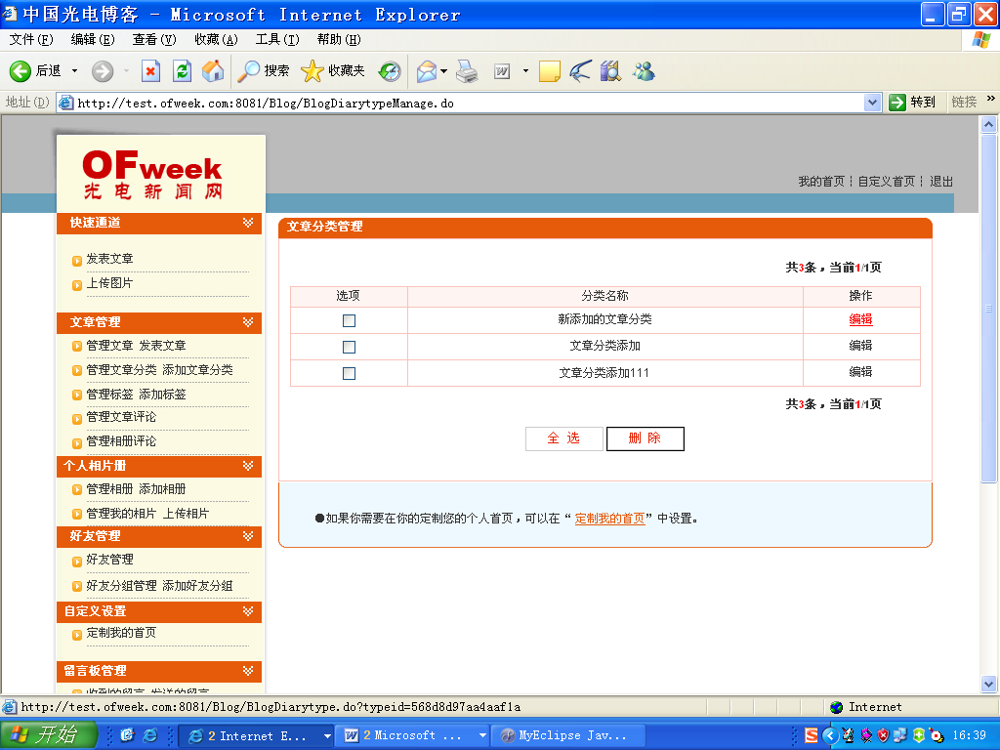 中国光电博客 - Microsoft Internet Explorer
文件(F) 编辑(E) 查看(V) 收藏(A) 工具(T) 帮助(H)
后退 搜索 收藏夹
地址(D) http://test.ofweek.com:8081/Blog/BlogDiarytypeManage.do 转到 链接 »
OFweek
光电新闻网
我的首页┆自定义首页┆退出
快速通道
发表文章
上传图片
文章管理
管理文章 发表文章
管理文章分类 添加文章分类
管理标签 添加标签
管理文章评论
管理相册评论
个人相片册
管理相册 添加相册
管理我的相片 上传相片
好友管理
好友管理
好友分组管理 添加好友分组
自定义设置
定制我的首页
留言板管理
收到的留言 发送的留言
文章分类管理
共3条，当前1/1页
选项 分类名称 操作
新添加的文章分类 编辑
文章分类添加 编辑
文章分类添加111 编辑
共3条，当前1/1页
全 选 删 除
●如果你需要在你的定制您的个人首页，可以在“ 定制我的首页”中设置。
http://test.ofweek.com:8081/Blog/BlogDiarytype.do?typeid=568d8d97aa4aaf1a Internet
开始 2 Internet E... 2 Microsoft ... MyEclipse Jav... 16:39